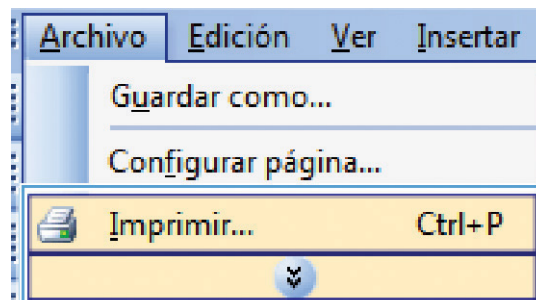 Archivo Edición Ver Insertar
Guardar como...
Configurar página...
Imprimir... Ctrl+P